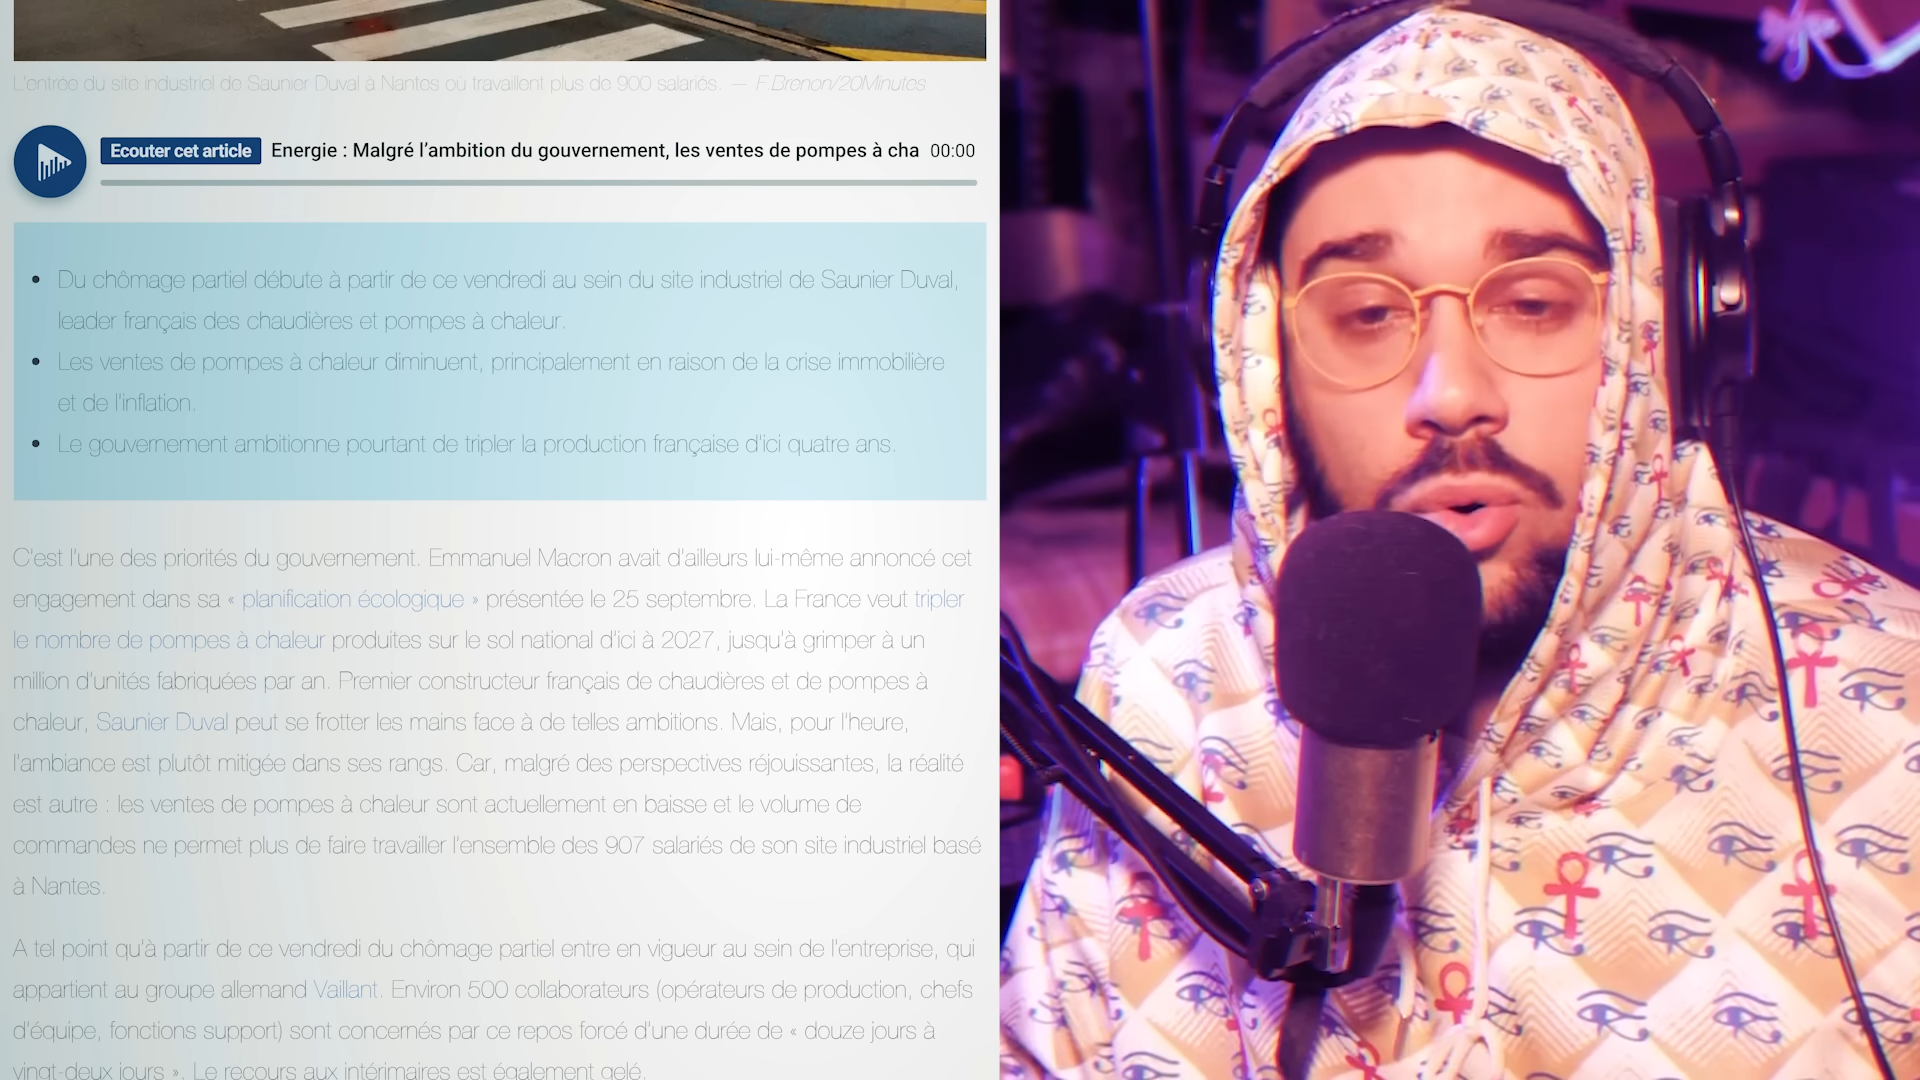 L'entrée du site industriel de Saunier Duval à Nantes où travaillent plus de 900 salariés. — F.Brenon/20Minutes
Ecouter cet article Energie : Malgré l'ambition du gouvernement, les ventes de pompes à cha 00:00
Du chômage partiel débute à partir de ce vendredi au sein du site industriel de Saunier Duval,
leader français des chaudières et pompes à chaleur.
Les ventes de pompes à chaleur diminuent, principalement en raison de la crise immobilière
et de l'inflation.
Le gouvernement ambitionne pourtant de tripler la production française d'ici quatre ans.
C'est l'une des priorités du gouvernement. Emmanuel Macron avait d'ailleurs lui-même annoncé cet
engagement dans sa « planification écologique » présentée le 25 septembre. La France veut tripler
le nombre de pompes à chaleur produites sur le sol national d'ici à 2027, jusqu'à grimper à un
million d'unités fabriquées par an. Premier constructeur français de chaudières et de pompes à
chaleur, Saunier Duval peut se frotter les mains face à de telles ambitions. Mais, pour l'heure,
l'ambiance est plutôt mitigée dans ses rangs. Car, malgré des perspectives réjouissantes, la réalité
est autre : les ventes de pompes à chaleur sont actuellement en baisse et le volume de
commandes ne permet plus de faire travailler l'ensemble des 907 salariés de son site industriel basé
à Nantes.
A tel point qu'à partir de ce vendredi du chômage partiel entre en vigueur au sein de l'entreprise, qui
appartient au groupe allemand Vaillant. Environ 500 collaborateurs (opérateurs de production, chefs
d'équipe, fonctions support) sont concernés par ce repos forcé d'une durée de « douze jours à
vingt-deux jours ». Le recours aux intérimaires est également gelé.